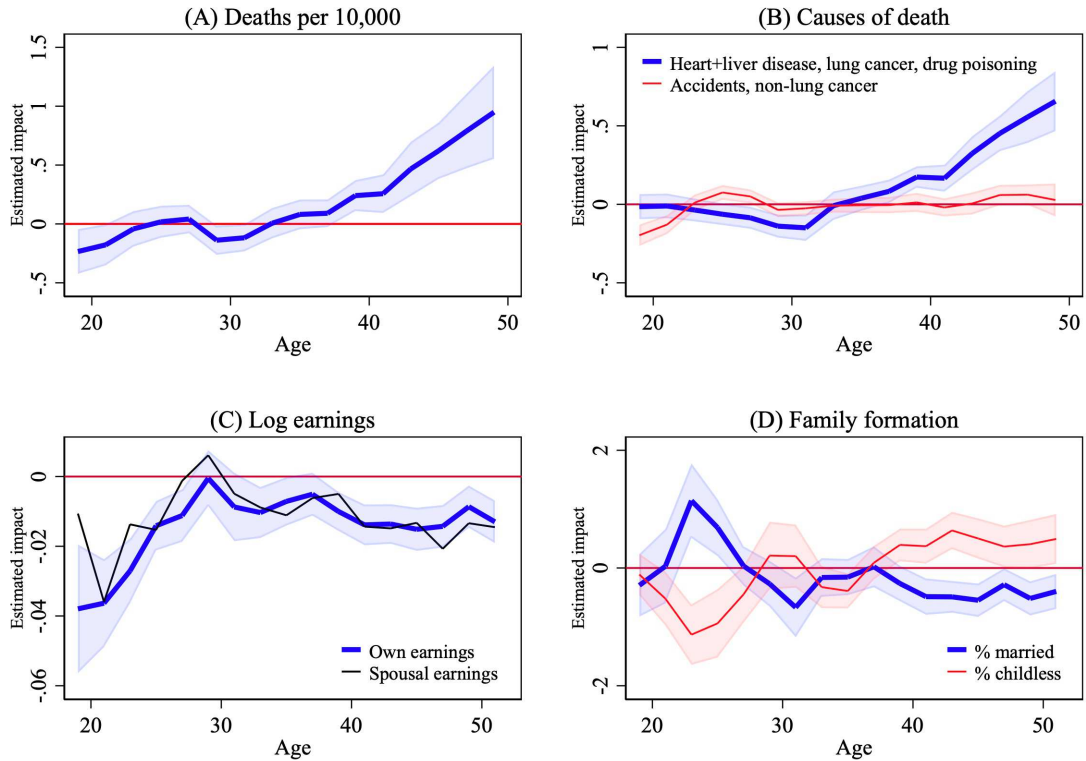 (A) Deaths per 10,000
Estimated impact
1.5
1
.5
0
-.5
20
30
40
50
Age
(B) Causes of death
Estimated impact
1
.5
0
-.5
Heart+liver disease, lung cancer, drug poisoning
Accidents, non-lung cancer
20
30
40
50
Age
(C) Log earnings
Estimated impact
0
-.02
-.04
-.06
Own earnings
Spousal earnings
20
30
40
50
Age
(D) Family formation
Estimated impact
2
0
-2
% married
% childless
20
30
40
50
Age